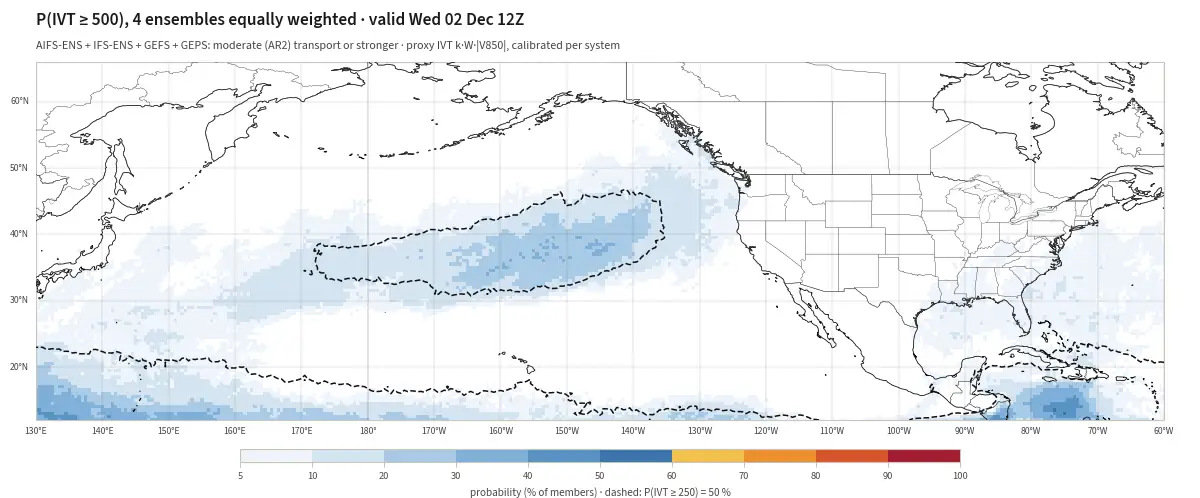 P(IVT ≥ 500), 4 ensembles equally weighted · valid Wed 02 Dec 12Z
AIFS-ENS + IFS-ENS + GEFS + GEPS: moderate (AR2) transport or stronger · proxy IVT k·W·|V850|, calibrated per system
60°N
50°N
40°N
30°N
20°N
130°E 140°E 150°E 160°E 170°E 180° 170°W 160°W 150°W 140°W 130°W 120°W 110°W 100°W 90°W 80°W 70°W 60°W
5 10 20 30 40 50 60 70 80 90 100
probability (% of members) · dashed: P(IVT ≥ 250) = 50 %